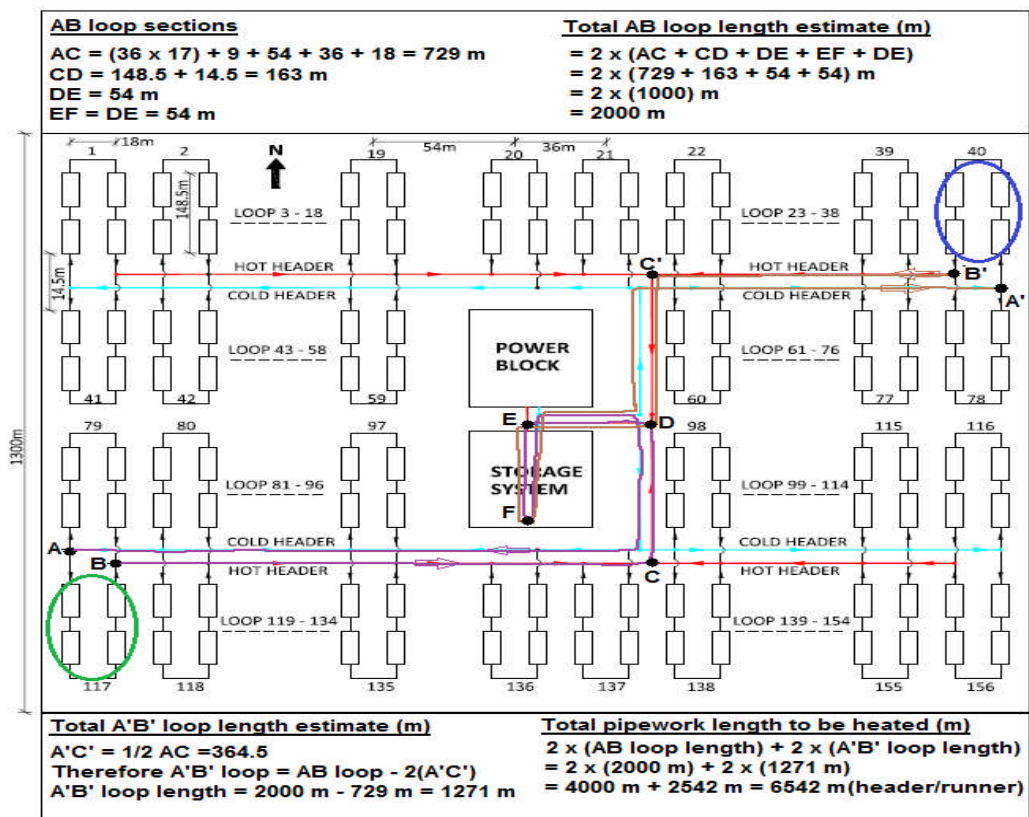 AB loop sections
AC = (36 x 17) + 9 + 54 + 36 + 18 = 729 m
CD = 148.5 + 14.5 = 163 m
DE = 54 m
EF = DE = 54 m
Total AB loop length estimate (m)
= 2 x (AC + CD + DE + EF + DE)
= 2 x (729 + 163 + 54 + 54) m
= 2 x (1000) m
= 2000 m
1300m
1
18m
2
N
19
54m
20
36m
21
22
39
40
148.5m
LOOP 3 - 18
LOOP 23 - 38
14.5m
HOT HEADER
C'
HOT HEADER
B'
COLD HEADER
COLD HEADER
A'
LOOP 43 - 58
POWER
BLOCK
LOOP 61 - 76
41
42
59
60
77
78
79
80
97
E
D
98
115
116
LOOP 81 - 96
STORAGE
SYSTEM
LOOP 99 - 114
F
A
COLD HEADER
COLD HEADER
B
HOT HEADER
C
HOT HEADER
LOOP 119 - 134
LOOP 139 - 154
117
118
135
136
137
138
155
156
Total A'B' loop length estimate (m)
A'C' = 1/2 AC =364.5
Therefore A'B' loop = AB loop - 2(A'C')
A'B' loop length = 2000 m - 729 m = 1271 m
Total pipework length to be heated (m)
2 x (AB loop length) + 2 x (A'B' loop length)
= 2 x (2000 m) + 2 x (1271 m)
= 4000 m + 2542 m = 6542 m(header/runner)